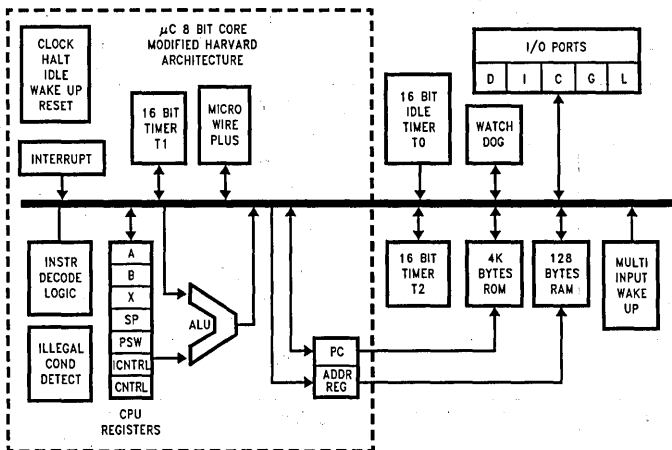 CLOCK
HALT
IDLE
WAKE UP
RESET
µC 8 BIT CORE
MODIFIED HARVARD
ARCHITECTURE
I/O PORTS
D I C G L
16 BIT
TIMER
T1
MICRO
WIRE
PLUS
16 BIT
IDLE
TIMER
T0
WATCH
DOG
INTERRUPT
INSTR
DECODE
LOGIC
A
B
X
SP
PSW
ICNTRL
CNTRL
CPU
REGISTERS
ALU
16 BIT
TIMER
T2
4K
BYTES
ROM
128
BYTES
RAM
MULTI
INPUT
WAKE
UP
ILLEGAL
COND
DETECT
PC
ADDR
REG